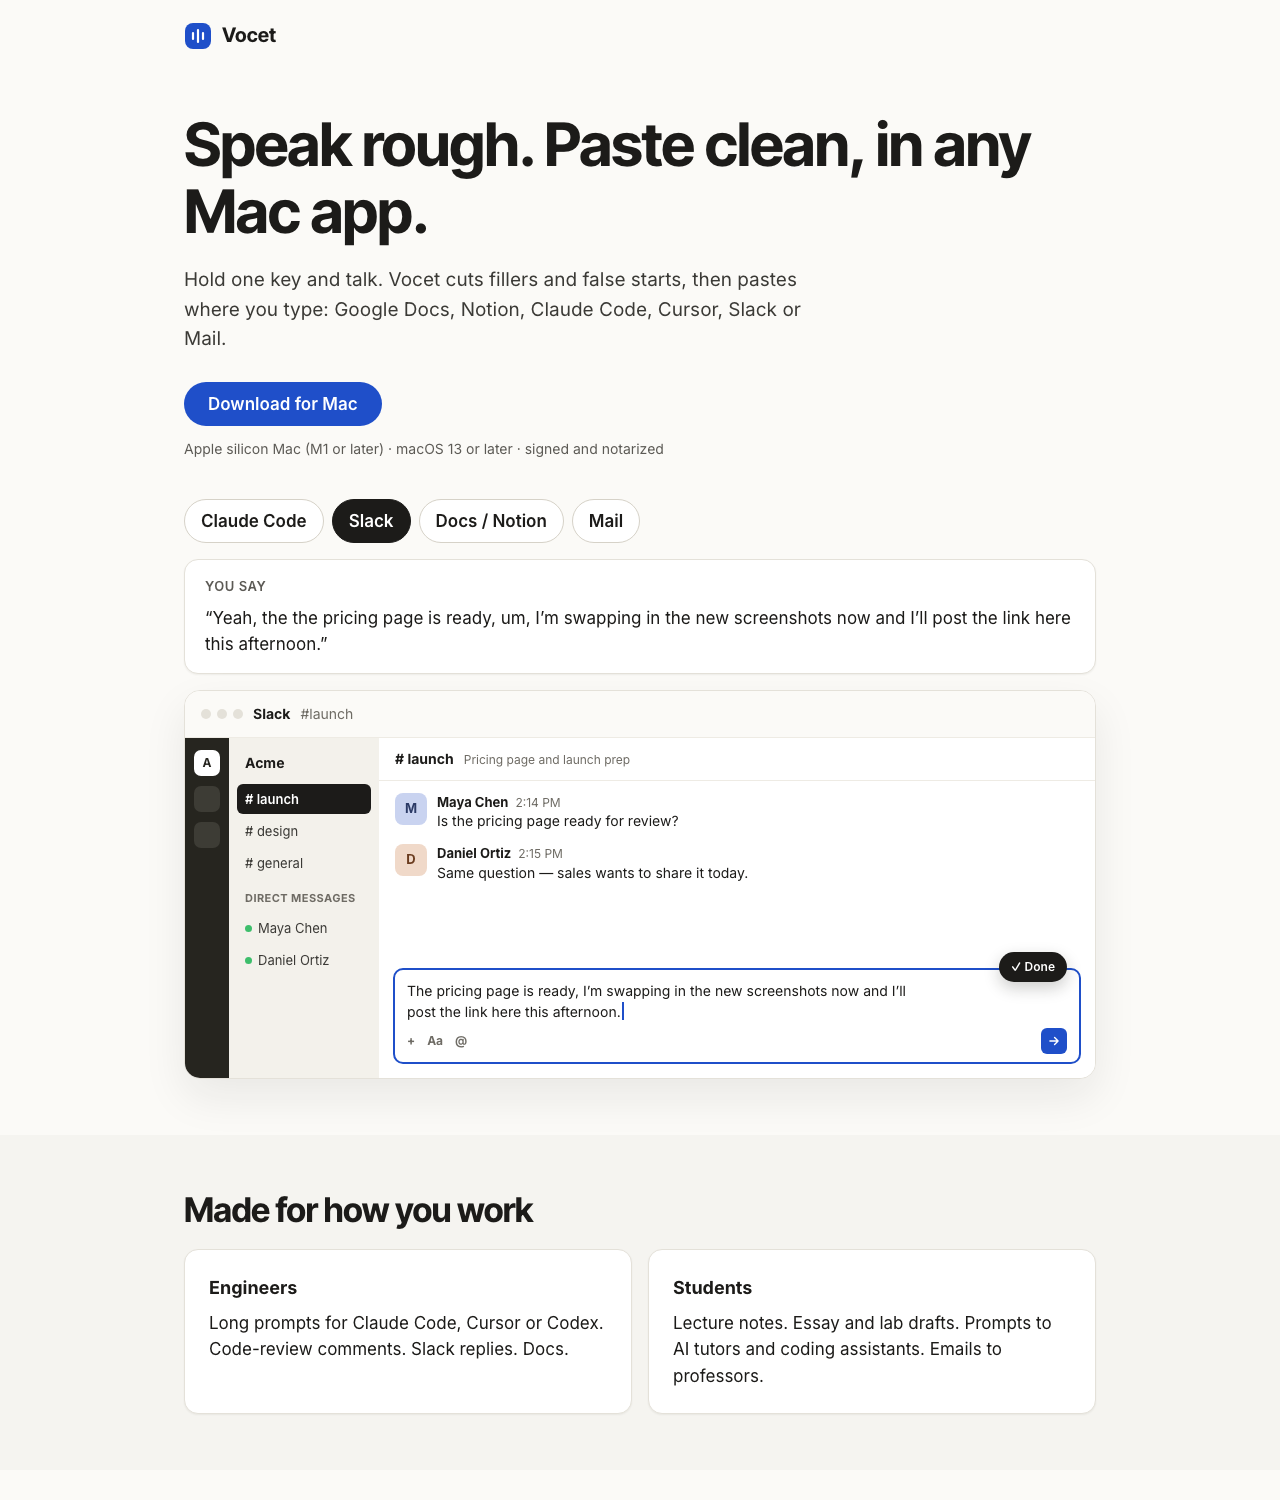 Vocet
Speak rough. Paste clean, in any
Mac app.
Hold one key and talk. Vocet cuts fillers and false starts, then pastes
where you type: Google Docs, Notion, Claude Code, Cursor, Slack or
Mail.
Download for Mac
Apple silicon Mac (M1 or later) · macOS 13 or later · signed and notarized
Claude Code Slack Docs / Notion Mail
YOU SAY
“Yeah, the the pricing page is ready, um, I’m swapping in the new screenshots now and I’ll post the link here
this afternoon.”
Slack #launch
A
Acme
# launch
# design
# general
DIRECT MESSAGES
Maya Chen
Daniel Ortiz
# launch Pricing page and launch prep
M
Maya Chen 2:14 PM
Is the pricing page ready for review?
D
Daniel Ortiz 2:15 PM
Same question — sales wants to share it today.
✓ Done
The pricing page is ready, I’m swapping in the new screenshots now and I’ll
post the link here this afternoon.
+ Aa @ →
Made for how you work
Engineers
Long prompts for Claude Code, Cursor or Codex.
Code-review comments. Slack replies. Docs.
Students
Lecture notes. Essay and lab drafts. Prompts to
AI tutors and coding assistants. Emails to
professors.